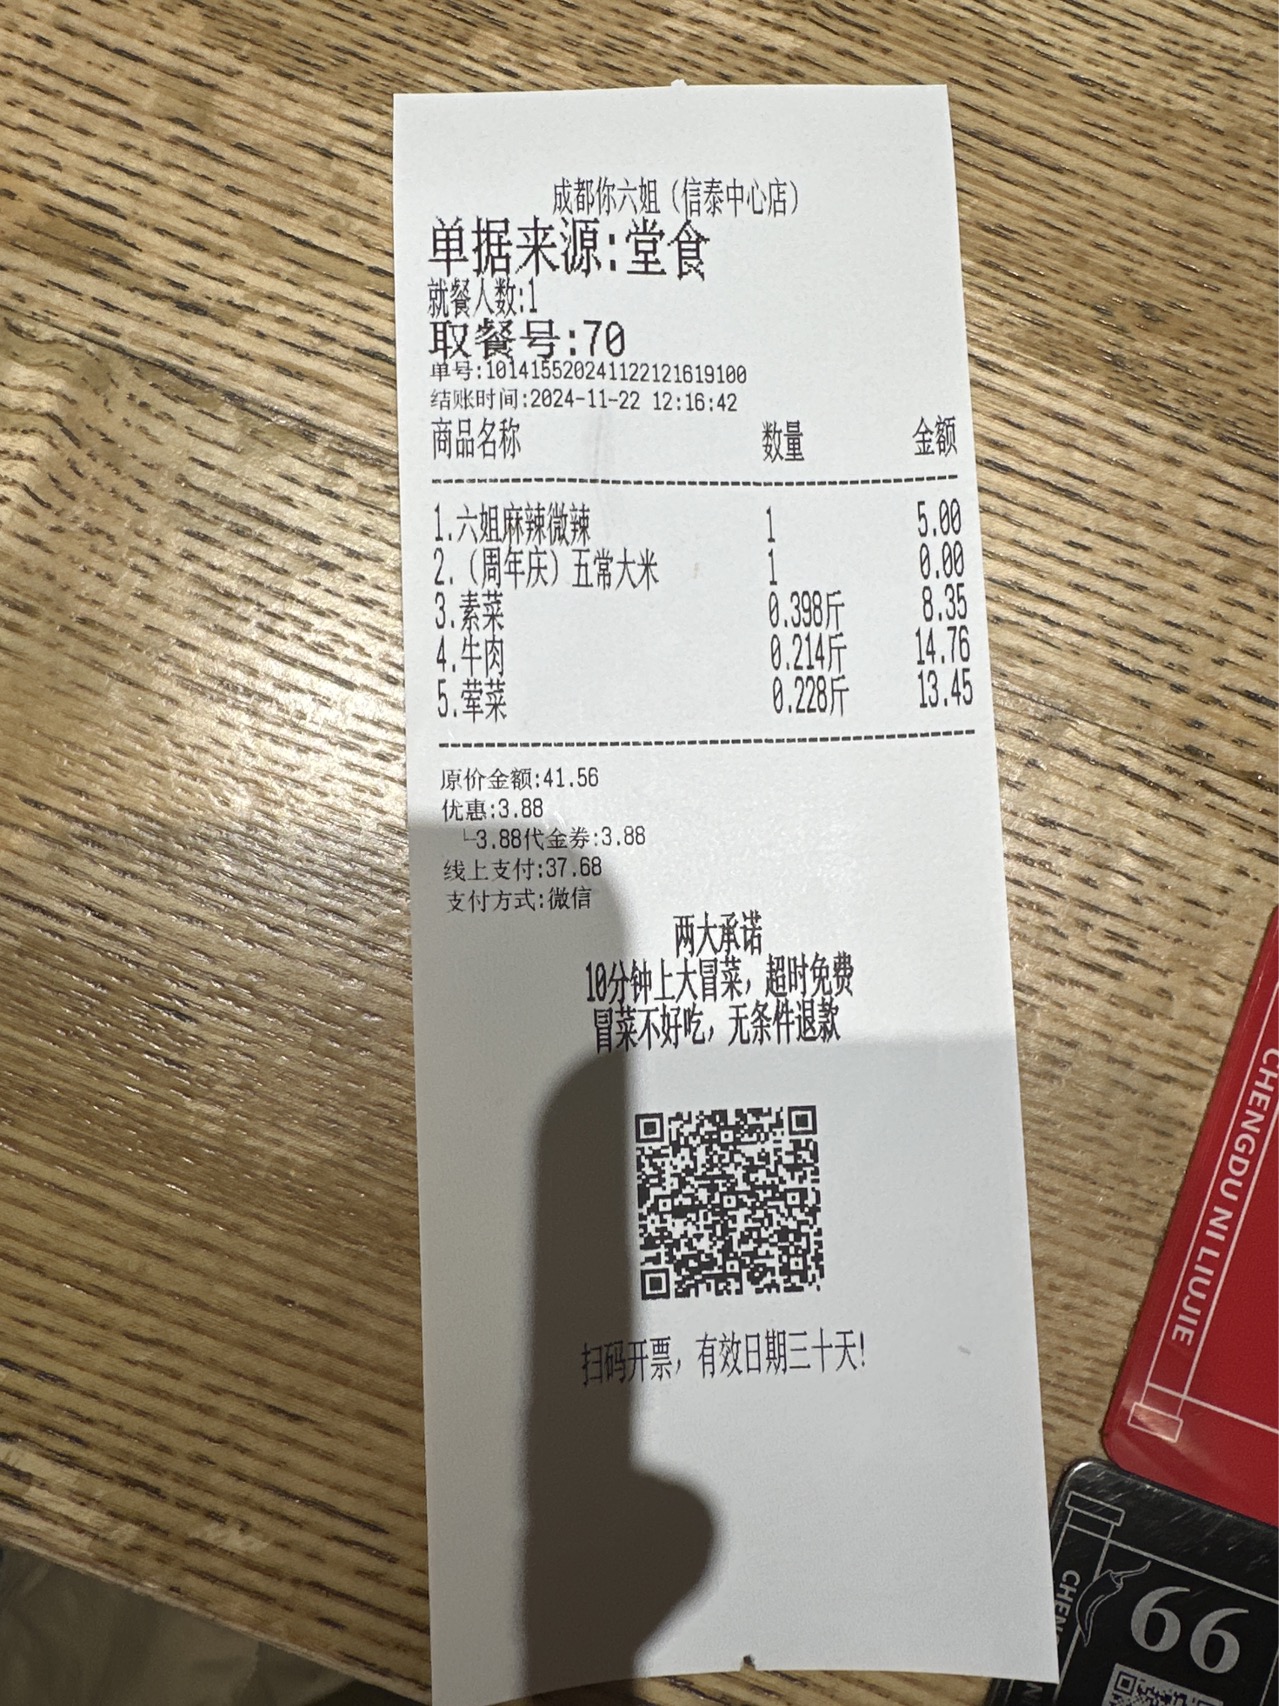 成都你六姐（信泰中心店）
单据来源:堂食
就餐人数:1
取餐号:70
单号:10141552024112212161​9100
结账时间:2024-11-22 12:16:42
商品名称 数量 金额
1.六姐麻辣微辣 1 5.00
2.（周年庆）五常大米 1 0.00
3.素菜 0.398斤 8.35
4.牛肉 0.214斤 14.76
5.荤菜 0.228斤 13.45
原价金额:41.56
优惠:3.88
└3.88代金券:3.88
线上支付:37.68
支付方式:微信
两大承诺
10分钟上大冒菜，超时免费
冒菜不好吃，无条件退款
扫码开票，有效日期三十天!
CHENGDU NI LIUJIE
CHEN
66